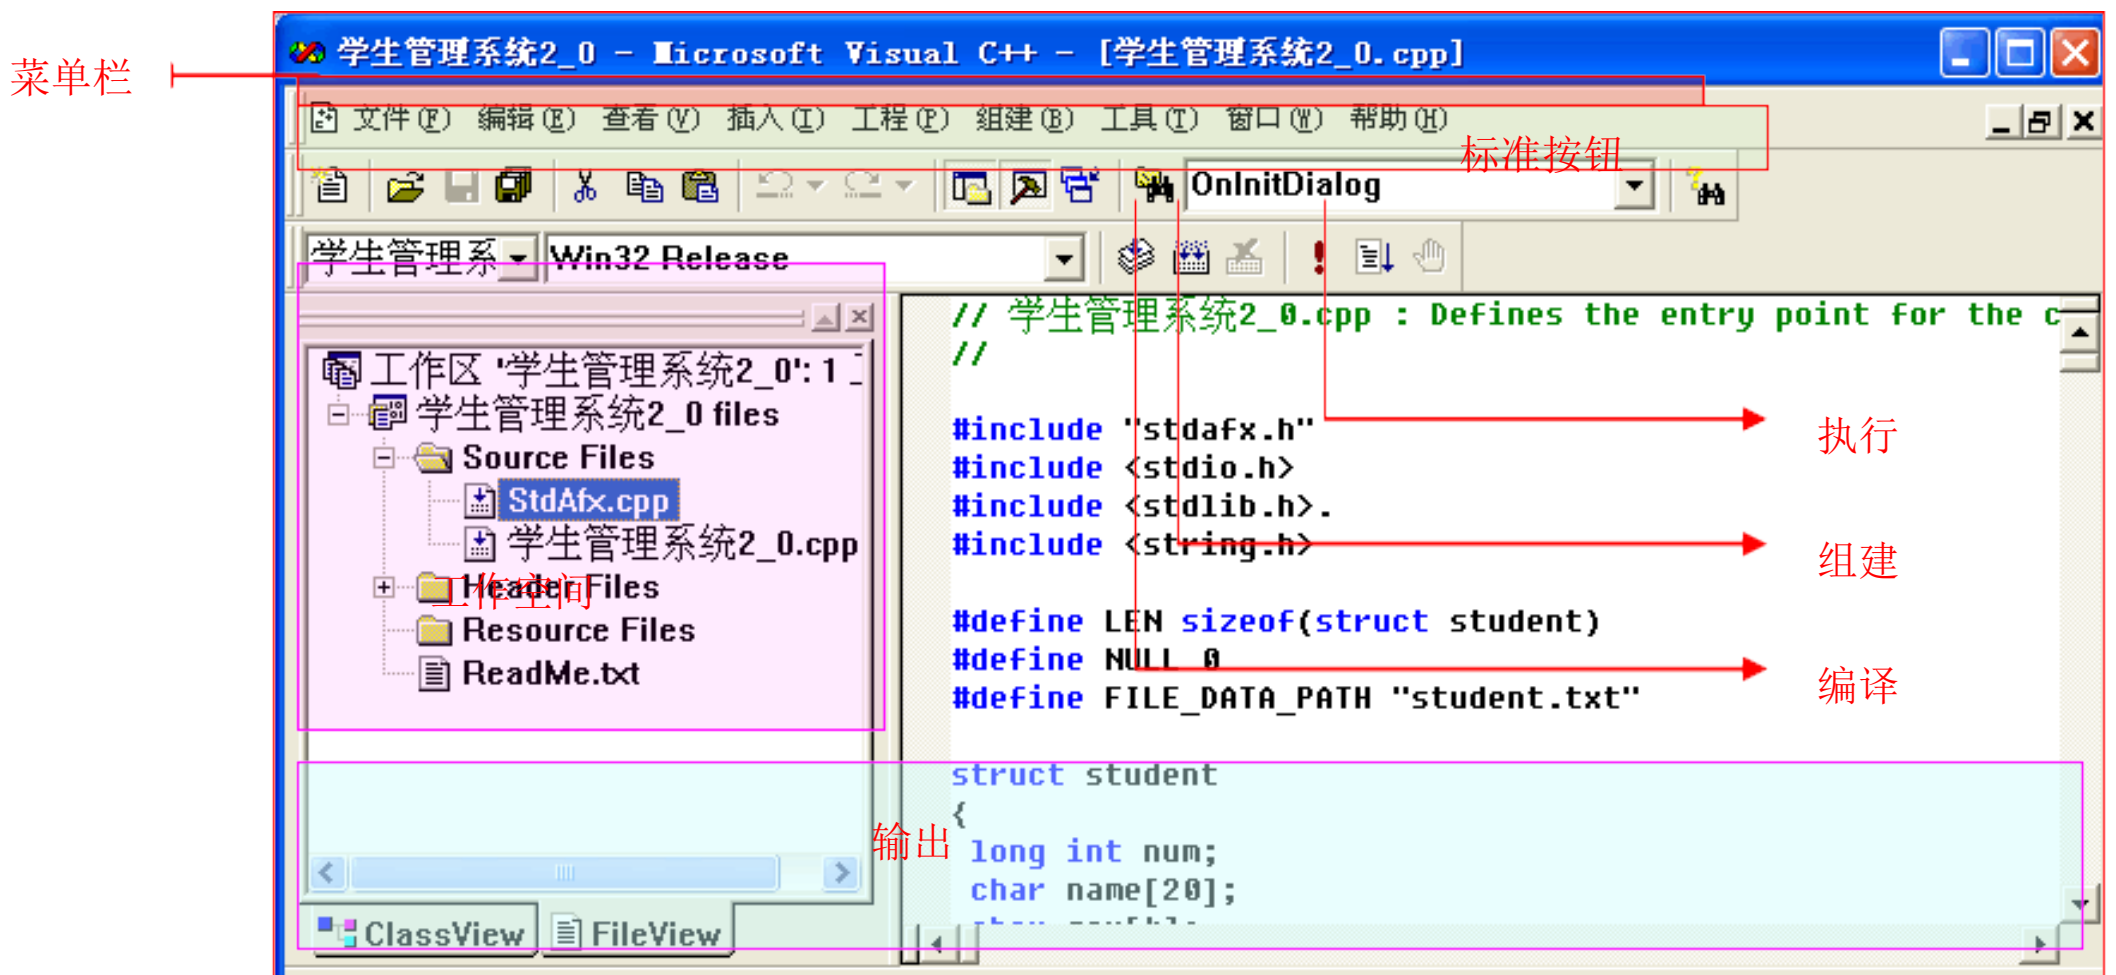 学生管理系统2_0 - Microsoft Visual C++ - [学生管理系统2_0.cpp]
菜单栏
文件(F) 编辑(E) 查看(V) 插入(I) 工程(P) 组建(B) 工具(T) 窗口(W) 帮助(H)
标准按钮
OnInitDialog
学生管理系 Win32 Release
// 学生管理系统2_0.cpp : Defines the entry point for the c
//
工作区 '学生管理系统2_0': 1
学生管理系统2_0 files
Source Files
StdAfx.cpp
学生管理系统2_0.cpp
Header Files
工作空间
Resource Files
ReadMe.txt
#include "stdafx.h"
#include <stdio.h>
#include <stdlib.h>.
#include <string.h>
执行
组建
#define LEN sizeof(struct student)
#define NULL 0
#define FILE_DATA_PATH "student.txt"
编译
struct student
{
long int num;
char name[20];
输出
ClassView FileView